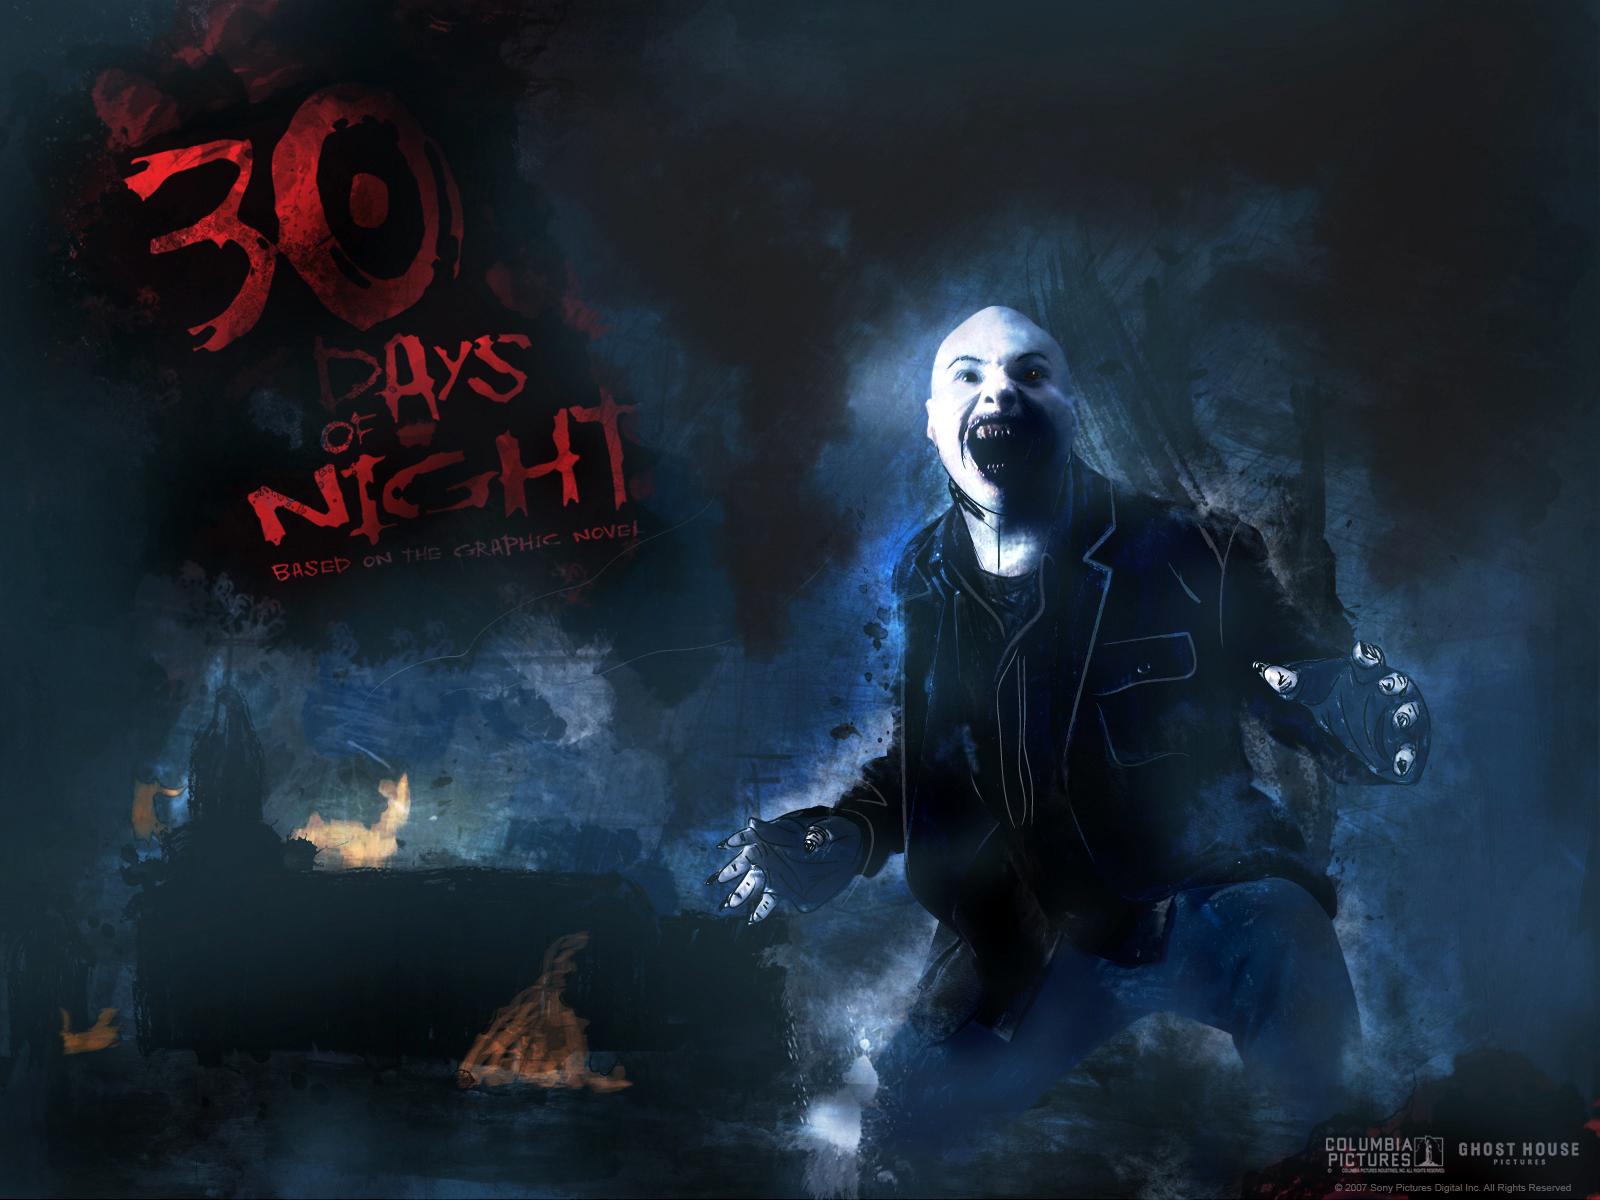 30
DAYS
OF
NIGHT
BASED ON THE GRAPHIC NOVEL
COLUMBIA
PICTURES
GHOST HOUSE
PICTURES
© 2007 Sony Pictures Digital Inc. All Rights Reserved